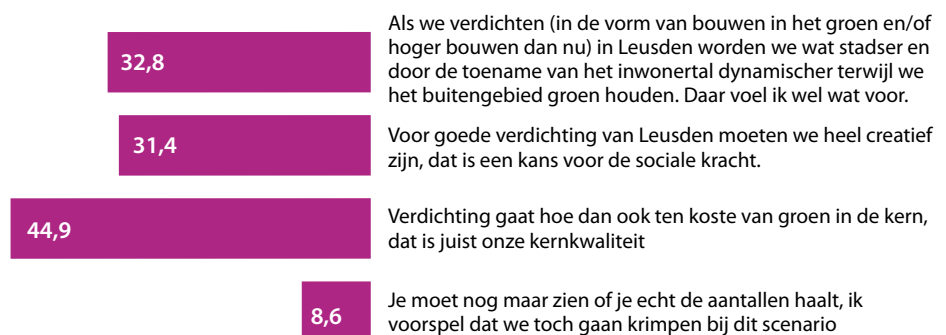 32,8
Als we verdichten (in de vorm van bouwen in het groen en/of
hoger bouwen dan nu) in Leusden worden we wat stadser en
door de toename van het inwonertal dynamischer terwijl we
het buitengebied groen houden. Daar voel ik wel wat voor.
31,4
Voor goede verdichting van Leusden moeten we heel creatief
zijn, dat is een kans voor de sociale kracht.
44,9
Verdichting gaat hoe dan ook ten koste van groen in de kern,
dat is juist onze kernkwaliteit
8,6
Je moet nog maar zien of je echt de aantallen haalt, ik
voorspel dat we toch gaan krimpen bij dit scenario